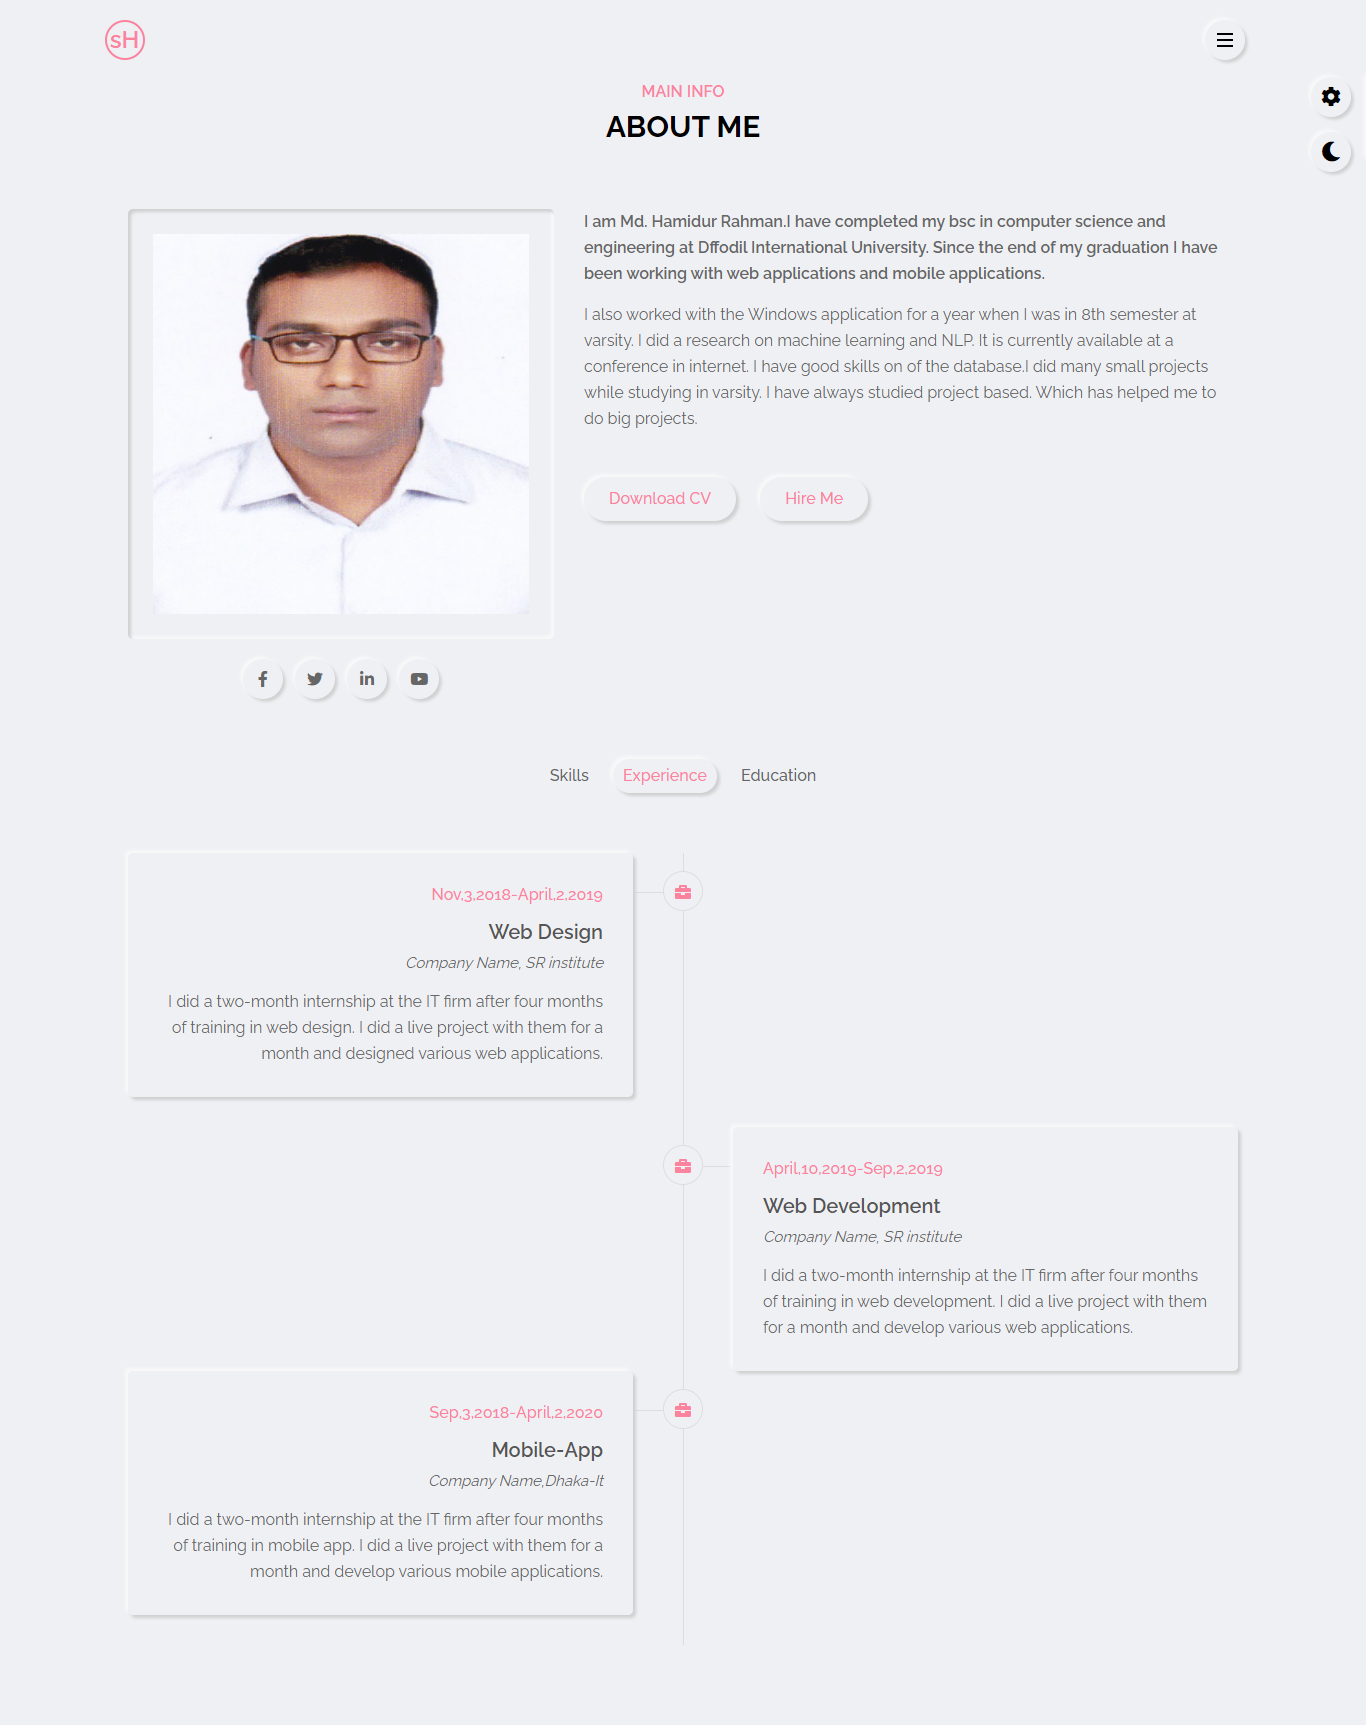 sH
MAIN INFO
ABOUT ME
I am Md. Hamidur Rahman.I have completed my bsc in computer science and
engineering at Dffodil International University. Since the end of my graduation I have
been working with web applications and mobile applications.
I also worked with the Windows application for a year when I was in 8th semester at
varsity. I did a research on machine learning and NLP. It is currently available at a
conference in internet. I have good skills on of the database.I did many small projects
while studying in varsity. I have always studied project based. Which has helped me to
do big projects.
Download CV Hire Me
Skills Experience Education
Nov,3,2018-April,2,2019
Web Design
Company Name, SR institute
I did a two-month internship at the IT firm after four months
of training in web design. I did a live project with them for a
month and designed various web applications.
April,10,2019-Sep,2,2019
Web Development
Company Name, SR institute
I did a two-month internship at the IT firm after four months
of training in web development. I did a live project with them
for a month and develop various web applications.
Sep,3,2018-April,2,2020
Mobile-App
Company Name,Dhaka-It
I did a two-month internship at the IT firm after four months
of training in mobile app. I did a live project with them for a
month and develop various mobile applications.